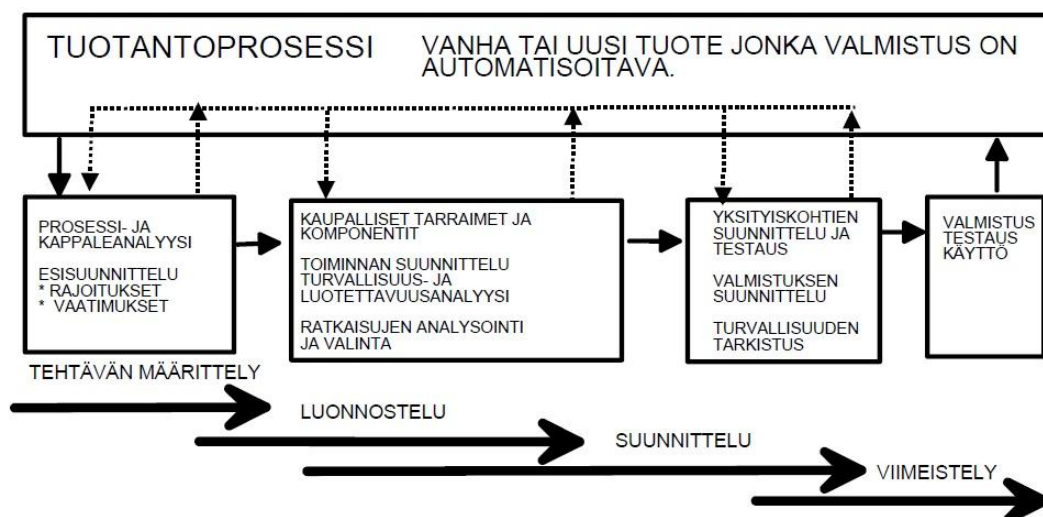 TUOTANTOPROSESSI
VANHA TAI UUSI TUOTE JONKA VALMISTUS ON
AUTOMATISOITAVA.
PROSESSI- JA
KAPPALEANALYYSI
ESISUUNNITTELU
* RAJOITUKSET
* VAATIMUKSET
KAUPALLISET TARRAIMET JA
KOMPONENTIT
TOIMINNAN SUUNNITTELU
TURVALLISUUS- JA
LUOTETTAVUUSANALYYSI
RATKAISUJEN ANALYSOINTI
JA VALINTA
YKSITYISKOHTIEN
SUUNNITTELU JA
TESTAUS
VALMISTUKSEN
SUUNNITTELU
TURVALLISUUDEN
TARKISTUS
VALMISTUS
TESTAUS
KÄYTTÖ
TEHTÄVÄN MÄÄRITTELY
LUONNOSTELU
SUUNNITTELU
VIIMEISTELY